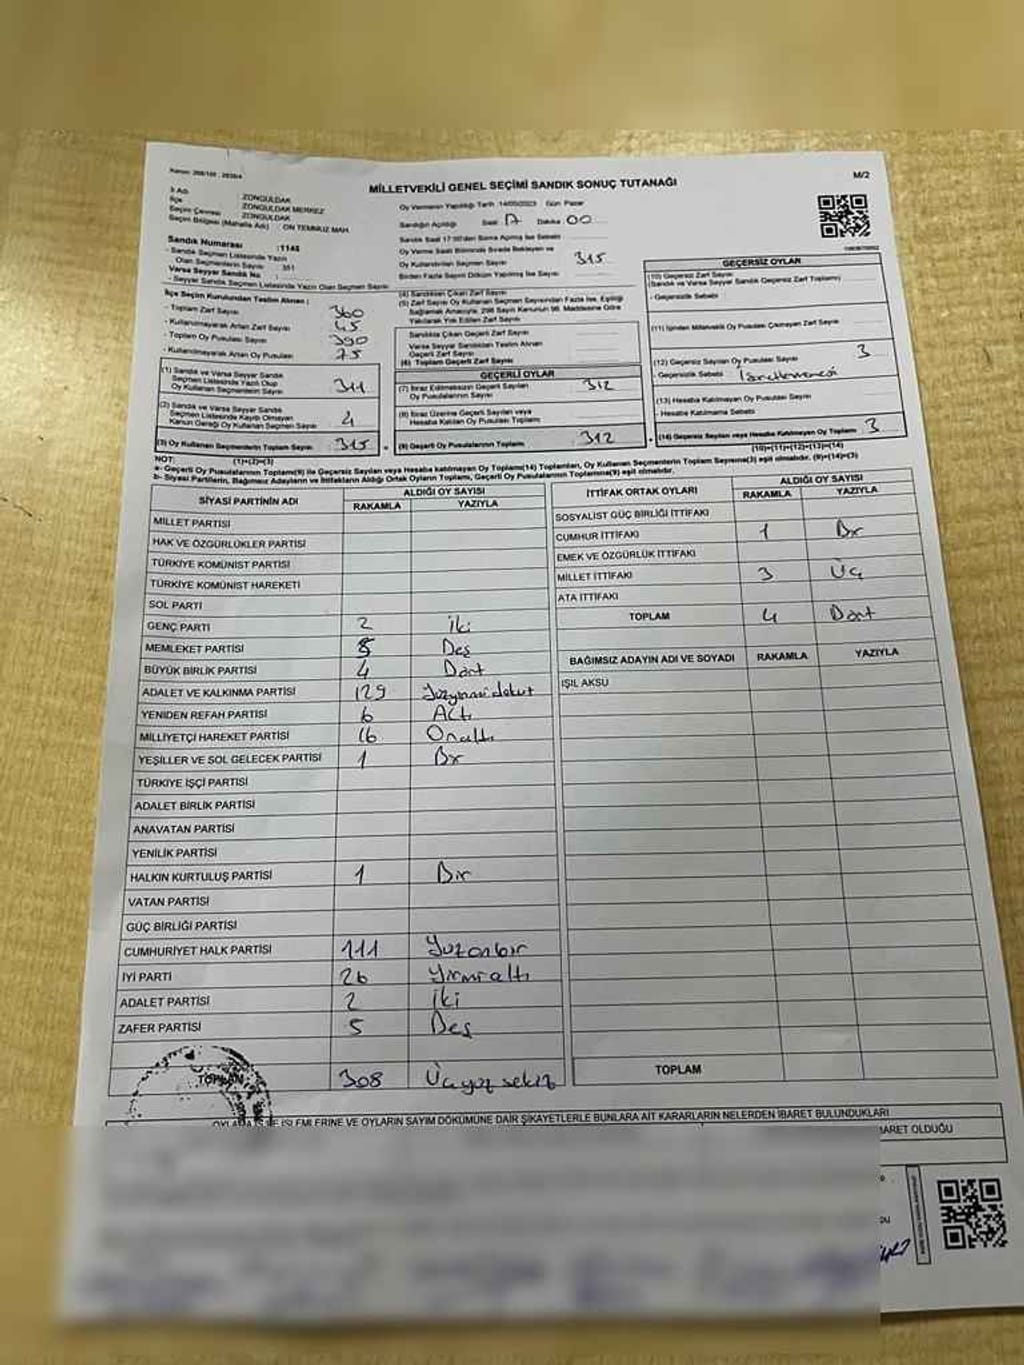 MİLLETVEKİLİ GENEL SEÇİMİ SANDIK SONUÇ TUTANAĞI
M/2
İl Adı : ZONGULDAK
İlçe : ZONGULDAK MERKEZ
Seçim Çevresi : ZONGULDAK
Seçim Bölgesi (Mahalle Adı) : ON TEMMUZ MAH.
Oy Vermenin Yapıldığı Tarih 14/05/2023 Gün Pazar
Sandığın Açıldığı Saat 17 Dakika 00
Sandık Numarası : 1145
- Sandık Seçmen Listesinde Yazılı
Olan Seçmenlerin Sayısı : 351
Varsa Seyyar Sandık No :
- Seyyar Sandık Seçmen Listesinde Yazılı Olan Seçmen Sayısı
Sandık Saat 17:00'den Sonra Açılmış İse Sebebi
Oy Verme Saati Bitiminde Sırada Bekleyen ve
Oy Kullandırılan Seçmen Sayısı 315
Birden Fazla Sayım Döküm Yapılmış İse Sayısı
İlçe Seçim Kurulundan Teslim Alınan :
- Toplam Zarf Sayısı 360
- Kullanılmayarak Artan Zarf Sayısı 45
- Toplam Oy Pusulası Sayısı 390
- Kullanılmayarak Artan Oy Pusulası 75
(1) Sandık ve Varsa Seyyar Sandık
Seçmen Listesinde Yazılı Olup
Oy Kullanan Seçmenlerin Sayısı 311
(2) Sandık ve Varsa Seyyar Sandık
Seçmen Listelerinde Kayıtlı Olmayan
Kanun Gereği Oy Kullanan Seçmen Sayısı 4
(3) Oy Kullanan Seçmenlerin Toplam Sayısı 315
(1)+(2)=(3)
(4) Sandıktan Çıkan Zarf Sayısı
(5) Zarf Sayısı Oy Kullanan Seçmen Sayısından Fazla İse, Eşitliği
Sağlamak Amacıyla, 298 Sayılı Kanunun 98. Maddesine Göre
Yakılarak Yok Edilen Zarf Sayısı
Sandıkta Çıkan Geçerli Zarf Sayısı
Varsa Seyyar Sandıktan Teslim Alınan
Geçerli Zarf Sayısı
(6) Toplam Geçerli Zarf Sayısı
GEÇERLİ OYLAR
(7) İtiraz Edilmeksizin Geçerli Sayılan
Oy Pusulalarının Sayısı 312
(8) İtiraz Üzerine Geçerli Sayılan veya
Hesaba Katılan Oy Pusulası Sayısı
(9) Geçerli Oy Pusulalarının Toplamı 312
GEÇERSİZ OYLAR
(10) Geçersiz Zarf Sayısı
(Sandık ve Varsa Seyyar Sandık Geçersiz Zarf Toplamı)
- Geçersizlik Sebebi
(11) İçinden Milletvekili Oy Pusulası Çıkmayan Zarf Sayısı
(12) Geçersiz Sayılan Oy Pusulası Sayısı 3
- Geçersizlik Sebebi
(13) Hesaba Katılmayan Oy Pusulası Sayısı
- Hesaba Katılmama Sebebi
(14) Geçersiz Sayılan veya Hesaba Katılmayan Oy Toplamı 3
(10)+(11)+(12)+(13)=(14)
NOT:
a- Geçerli Oy Pusulalarının Toplamı(9) ile Geçersiz Sayılan veya Hesaba katılmayan Oy Toplamı(14) Toplamları, Oy Kullanan Seçmenlerin Toplam Sayısına(3) eşit olmalıdır. (9)+(14)=(3)
b- Siyasi Partilerin, Bağımsız Adayların ve İttifakların Aldığı Ortak Oyların Toplamı, Geçerli Oy Pusulalarının Toplamına(9) eşit olmalıdır.
SİYASİ PARTİNİN ADI
ALDIĞI OY SAYISI
RAKAMLA YAZIYLA
MİLLET PARTİSİ
HAK VE ÖZGÜRLÜKLER PARTİSİ
TÜRKİYE KOMÜNİST PARTİSİ
TÜRKİYE KOMÜNİST HAREKETİ
SOL PARTİ
GENÇ PARTİ 2 İki
MEMLEKET PARTİSİ 5 Beş
BÜYÜK BİRLİK PARTİSİ 4 Dört
ADALET VE KALKINMA PARTİSİ 129 Yüzyirmidokuz
YENİDEN REFAH PARTİSİ 6 Altı
MİLLİYETÇİ HAREKET PARTİSİ 16 Onaltı
YEŞİLLER VE SOL GELECEK PARTİSİ 1 Bir
TÜRKİYE İŞÇİ PARTİSİ
ADALET BİRLİK PARTİSİ
ANAVATAN PARTİSİ
YENİLİK PARTİSİ
HALKIN KURTULUŞ PARTİSİ 1 Bir
VATAN PARTİSİ
GÜÇ BİRLİĞİ PARTİSİ
CUMHURİYET HALK PARTİSİ 111 Yüzonbir
İYİ PARTİ 26 Yirmialtı
ADALET PARTİSİ 2 İki
ZAFER PARTİSİ 5 Beş
TOPLAM 308 Üçyüz sekiz
İTTİFAK ORTAK OYLARI
ALDIĞI OY SAYISI
RAKAMLA YAZIYLA
SOSYALİST GÜÇ BİRLİĞİ İTTİFAKI
CUMHUR İTTİFAKI 1 Bir
EMEK VE ÖZGÜRLÜK İTTİFAKI
MİLLET İTTİFAKI 3 Üç
ATA İTTİFAKI
TOPLAM 4 Dört
BAĞIMSIZ ADAYIN ADI VE SOYADI RAKAMLA YAZIYLA
IŞIL AKSU
TOPLAM
İŞLEMLERİNE VE OYLARIN SAYIM DÖKÜMÜNE DAİR ŞİKAYETLERLE BUNLARA AİT KARARLARIN NELERDEN İBARET BULUNDUKLARI
BARET OLDUĞU